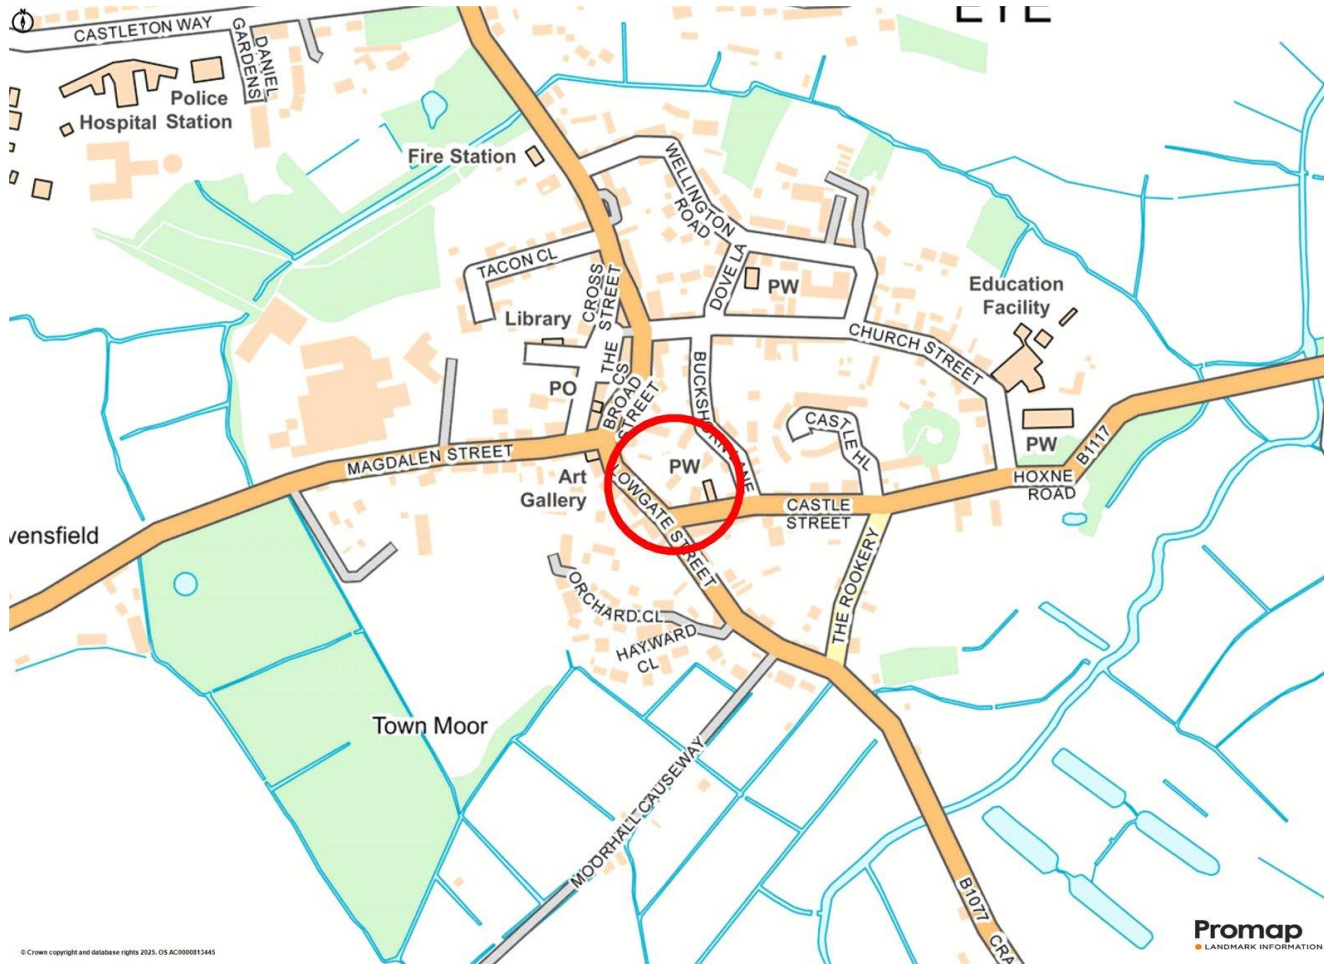 N
EYE
CASTLETON WAY
DANIEL
GARDENS
Police
Hospital Station
Fire Station
WELLINGTON
ROAD
TACON CL
CROSS
STREET
DOVE LA
PW
Education
Facility
Library
THE
CHURCH STREET
BUCKSHORN LANE
PO
BROAD
STREET
CASTLE HL
PW
B1117
MAGDALEN STREET
PW
Art
Gallery
LOWGATE STREET
CASTLE
STREET
HOXNE
ROAD
vensfield
THE ROOKERY
ORCHARD CL
HAYWARD
CL
Town Moor
MOORHALL CAUSEWAY
B1077
CRA
Promap
LANDMARK INFORMATION
© Crown copyright and database rights 2025. OS AC0000813445